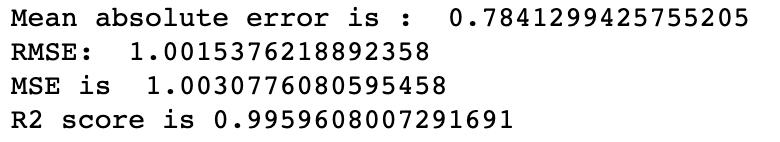 Mean absolute error is :  0.7841299425755205
RMSE:  1.0015376218892358
MSE is  1.0030776080595458
R2 score is 0.9959608007291691